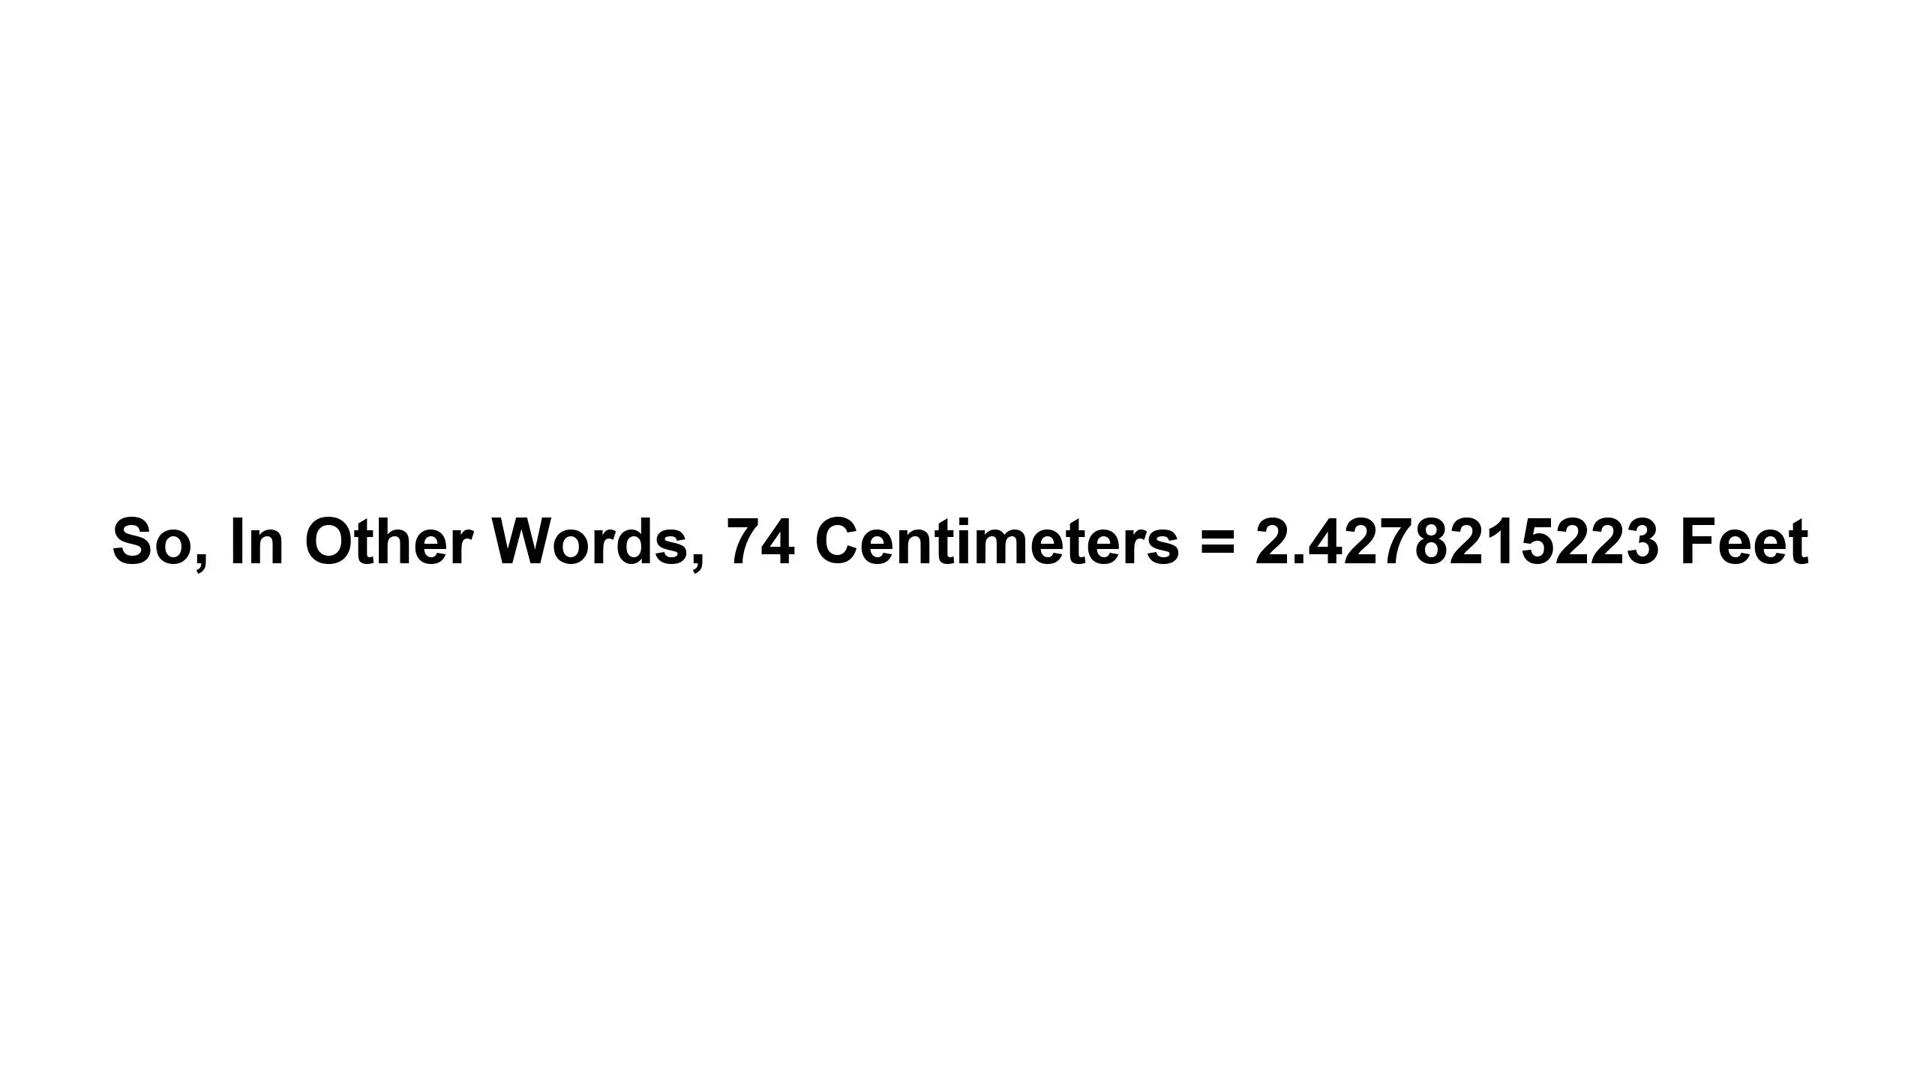 So, In Other Words, 74 Centimeters = 2.4278215223 Feet